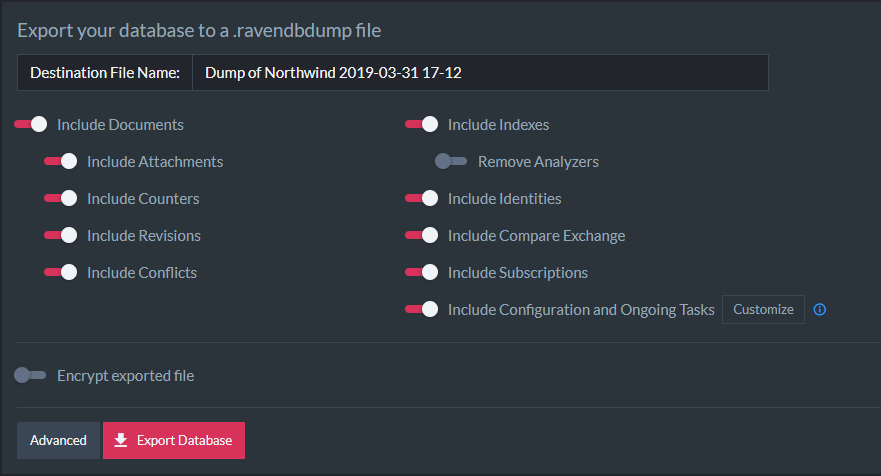 Export your database to a .ravendbdump file
Destination File Name: Dump of Northwind 2019-03-31 17-12
Include Documents
Include Attachments
Include Counters
Include Revisions
Include Conflicts
Include Indexes
Remove Analyzers
Include Identities
Include Compare Exchange
Include Subscriptions
Include Configuration and Ongoing Tasks Customize
Encrypt exported file
Advanced Export Database